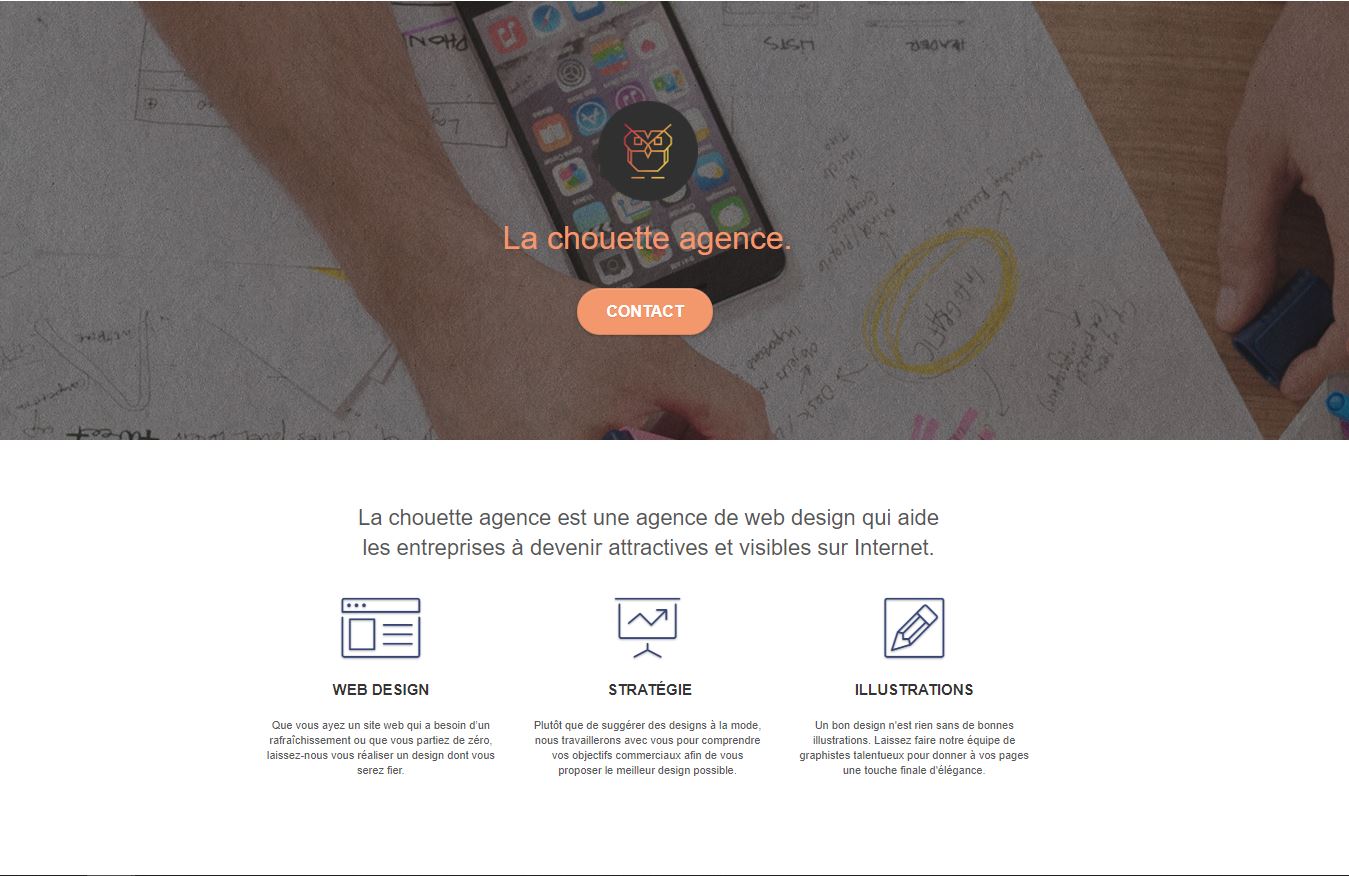 PHON
LISTS
HEADER
La chouette agence.
CONTACT
INFOGRAFIC
La chouette agence est une agence de web design qui aide
les entreprises à devenir attractives et visibles sur Internet.
WEB DESIGN
Que vous ayez un site web qui a besoin d'un
rafraîchissement ou que vous partiez de zéro,
laissez-nous vous réaliser un design dont vous
serez fier.
STRATÉGIE
Plutôt que de suggérer des designs à la mode,
nous travaillerons avec vous pour comprendre
vos objectifs commerciaux afin de vous
proposer le meilleur design possible.
ILLUSTRATIONS
Un bon design n'est rien sans de bonnes
illustrations. Laissez faire notre équipe de
graphistes talentueux pour donner à vos pages
une touche finale d'élégance.